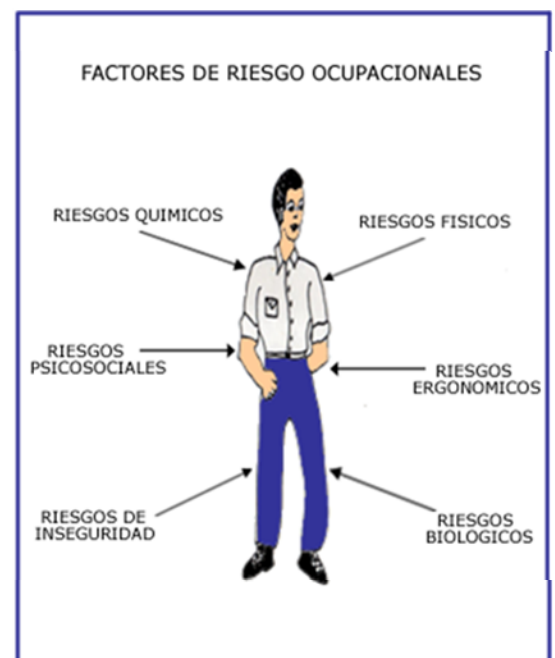 FACTORES DE RIESGO OCUPACIONALES
RIESGOS QUIMICOS
RIESGOS FISICOS
RIESGOS
PSICOSOCIALES
RIESGOS
ERGONOMICOS
RIESGOS DE
INSEGURIDAD
RIESGOS
BIOLOGICOS